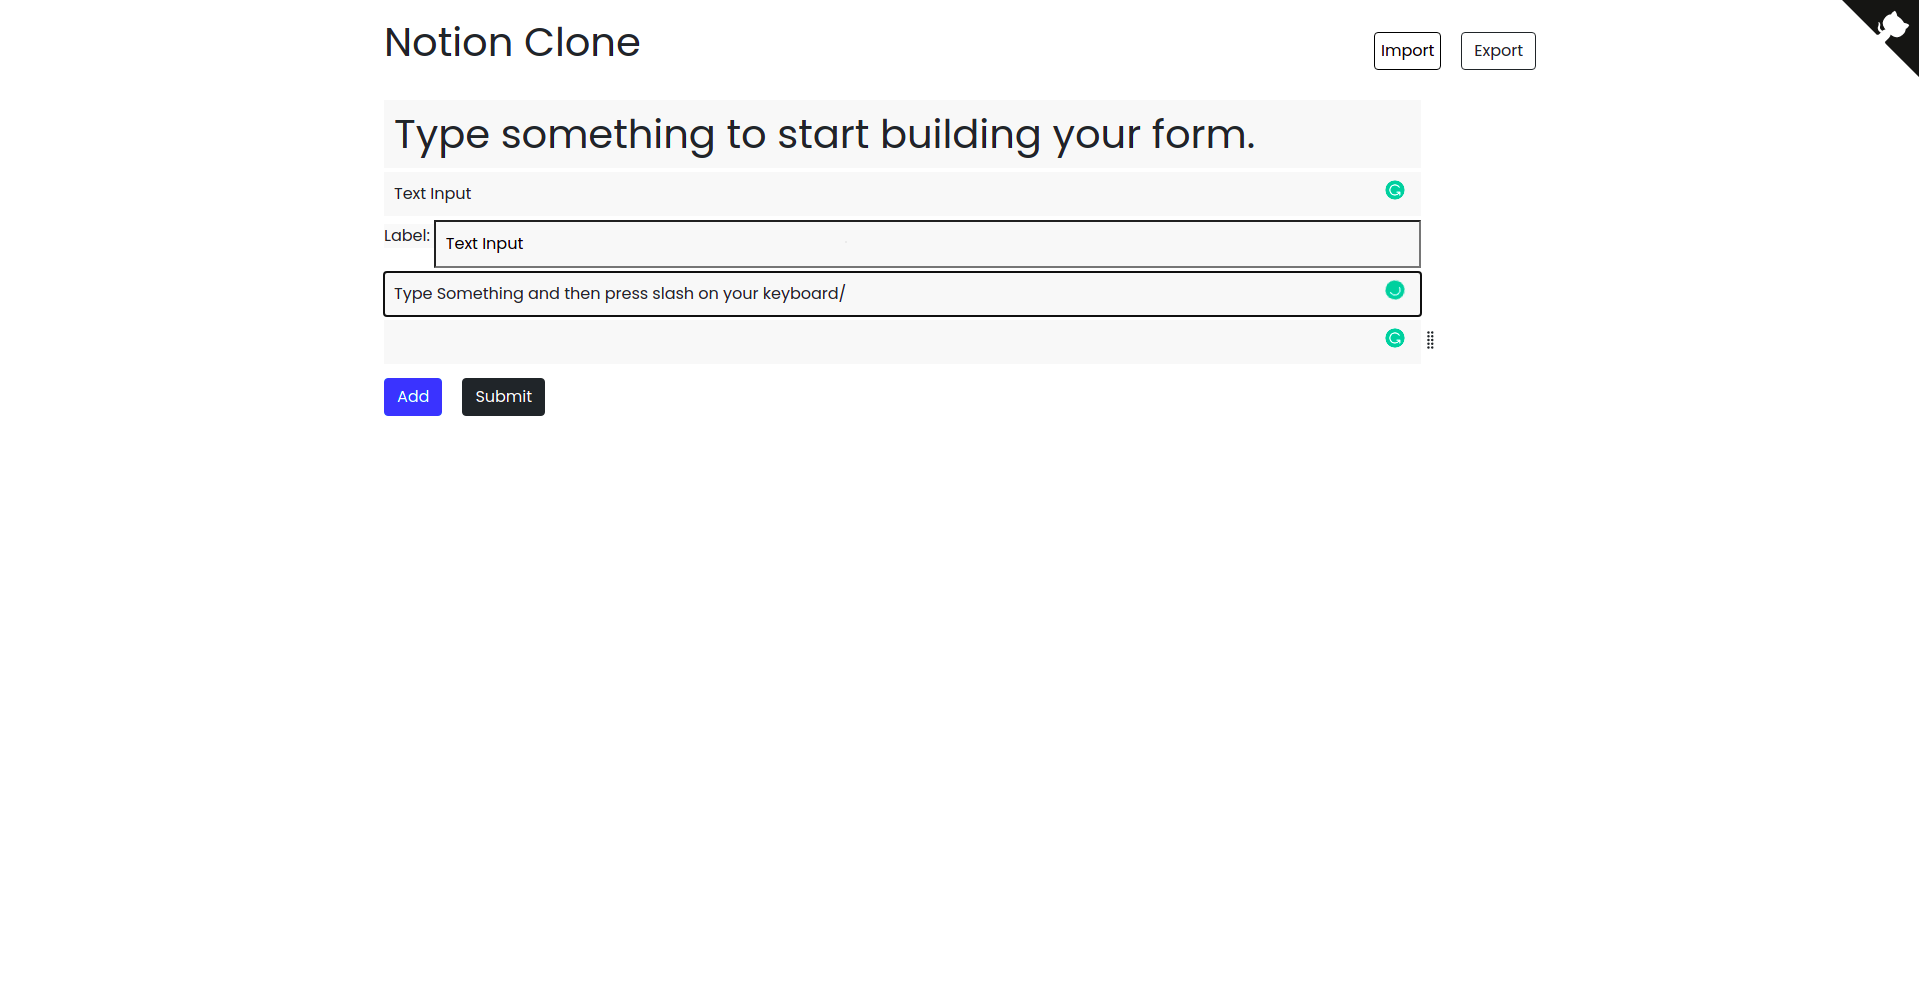 Notion Clone
Import
Export
Type something to start building your form.
Text Input
Label: Text Input
Type Something and then press slash on your keyboard/
Add
Submit